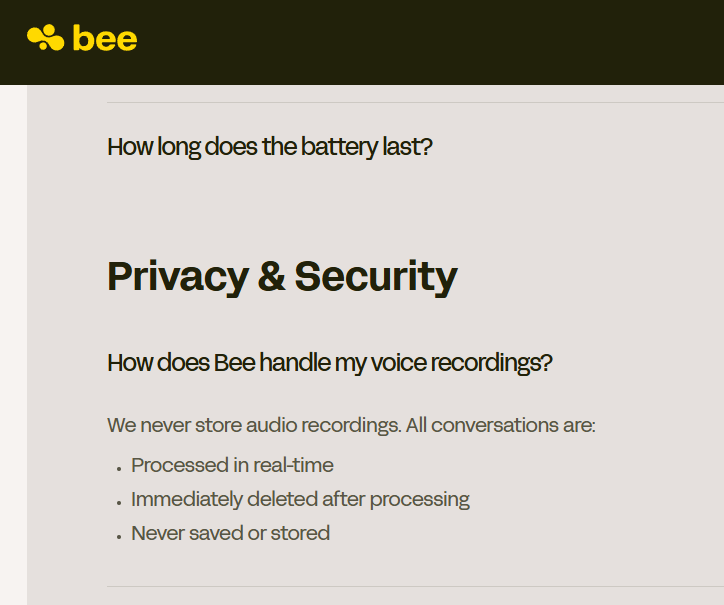 bee
How long does the battery last?
Privacy & Security
How does Bee handle my voice recordings?
We never store audio recordings. All conversations are:
• Processed in real-time
• Immediately deleted after processing
• Never saved or stored